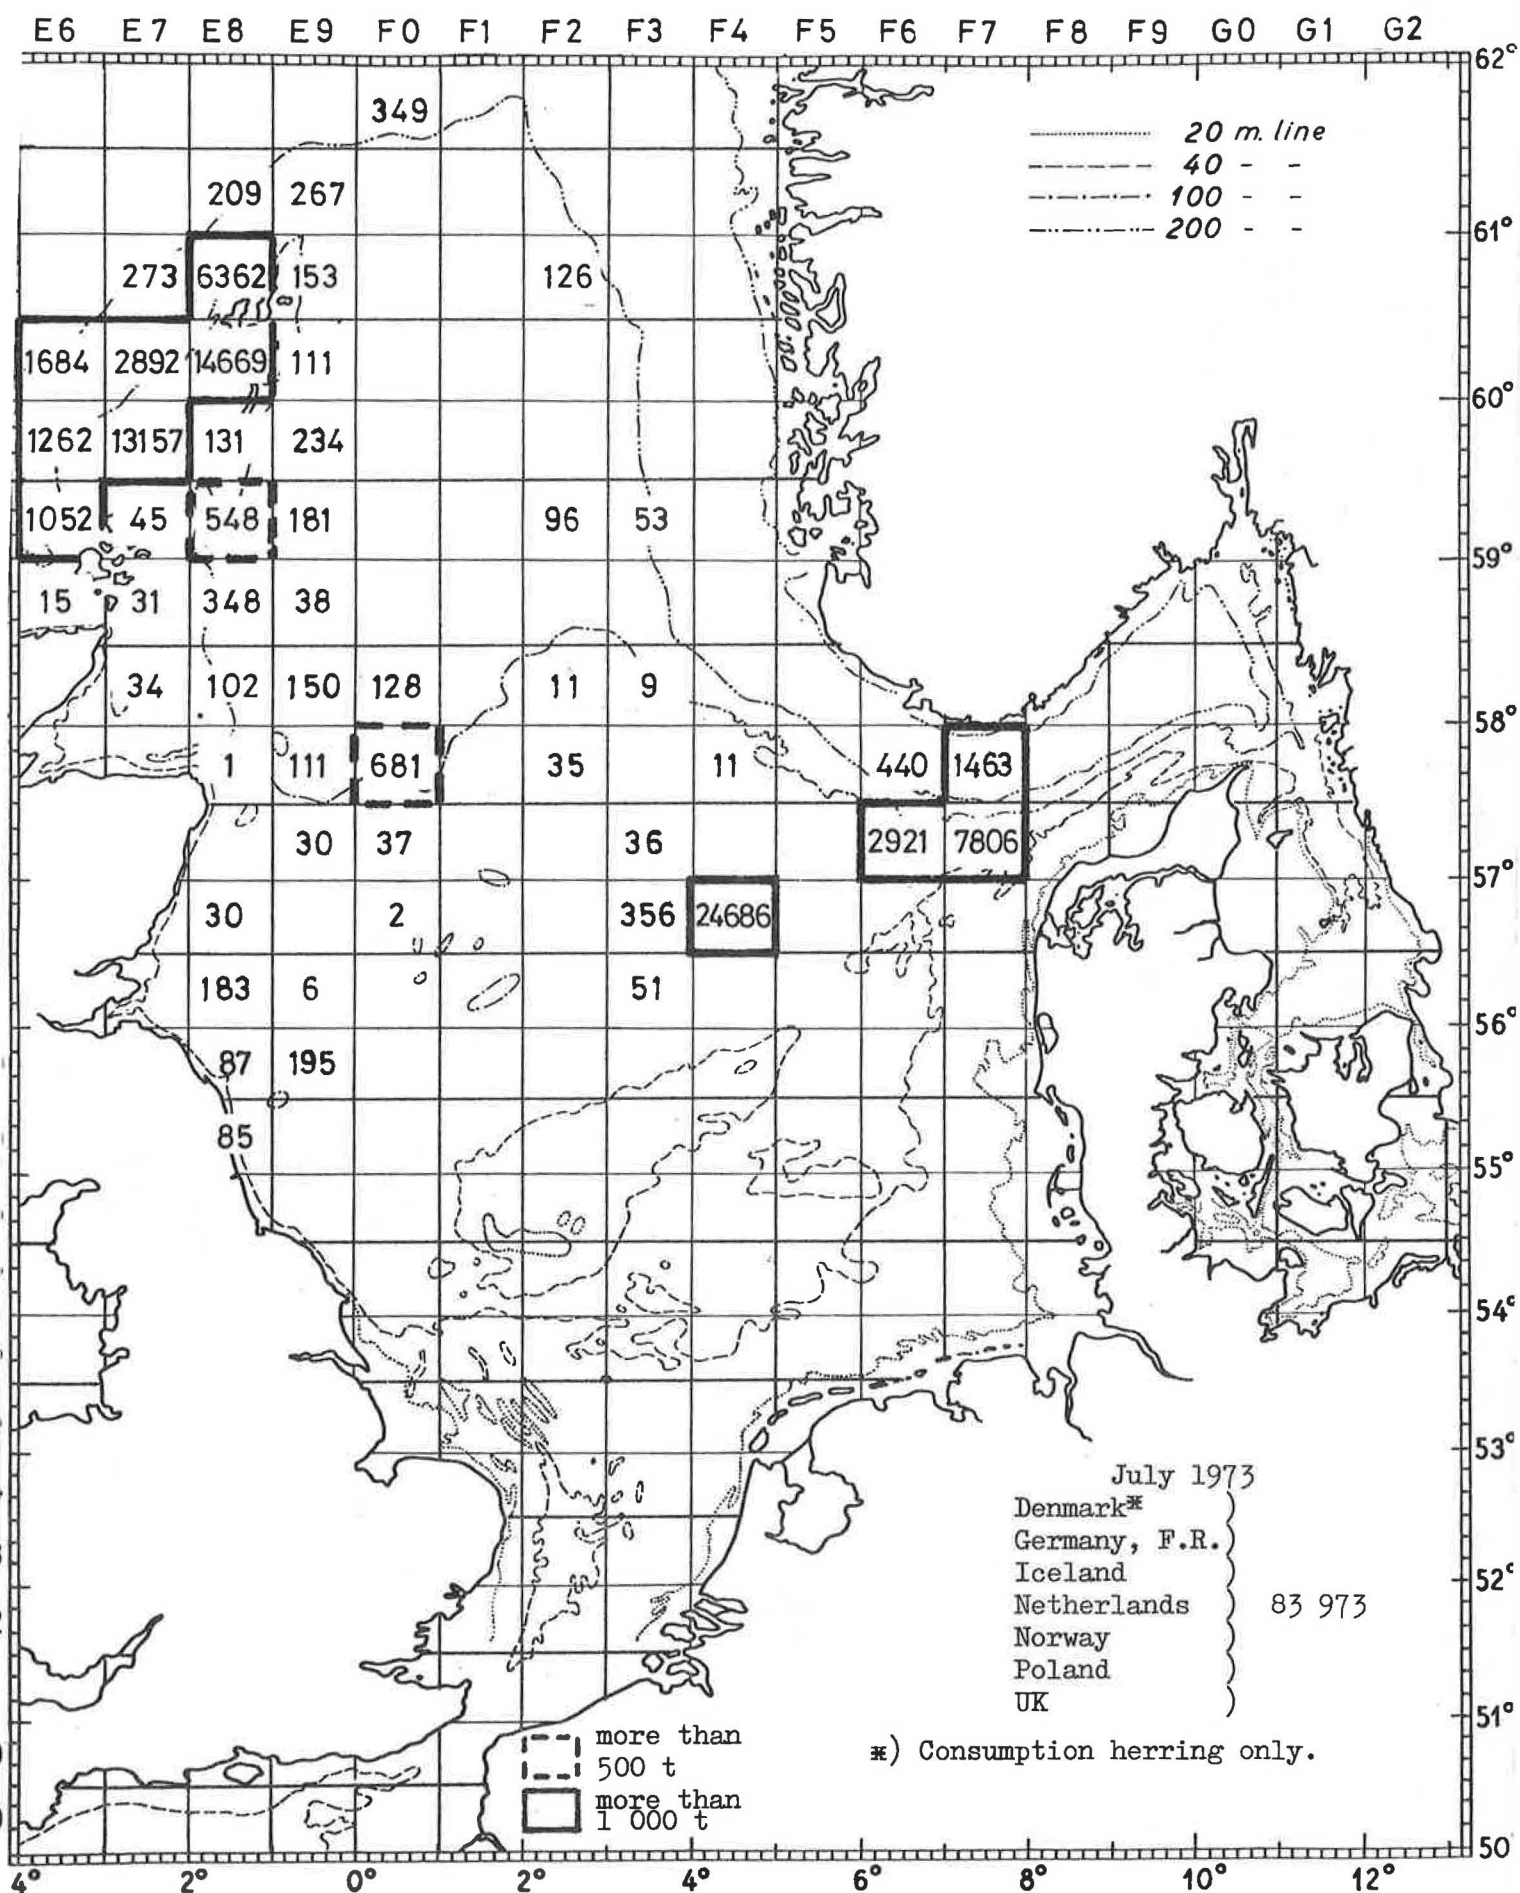 E6 E7 E8 E9 F0 F1 F2 F3 F4 F5 F6 F7 F8 F9 G0 G1 G2
62°
349
20 m. line
40 - -
100 - -
200 - -
209 267
61°
273 6362 153 126
1684 2892 14669 111
60°
1262 13157 131 234
1052 45 548 181 96 53
59°
15 31 348 38
34 102 150 128 11 9
58°
1 111 681 35 11 440 1463
30 37 36 2921 7806
57°
30 2 356 24686
183 6 51
56°
87 195
85
55°
54°
53°
July 1973
Denmark*
Germany, F.R.
Iceland
52°
Netherlands 83 973
Norway
Poland
UK
51°
more than
500 t
*) Consumption herring only.
more than
1 000 t
50
4° 2° 0° 2° 4° 6° 8° 10° 12°